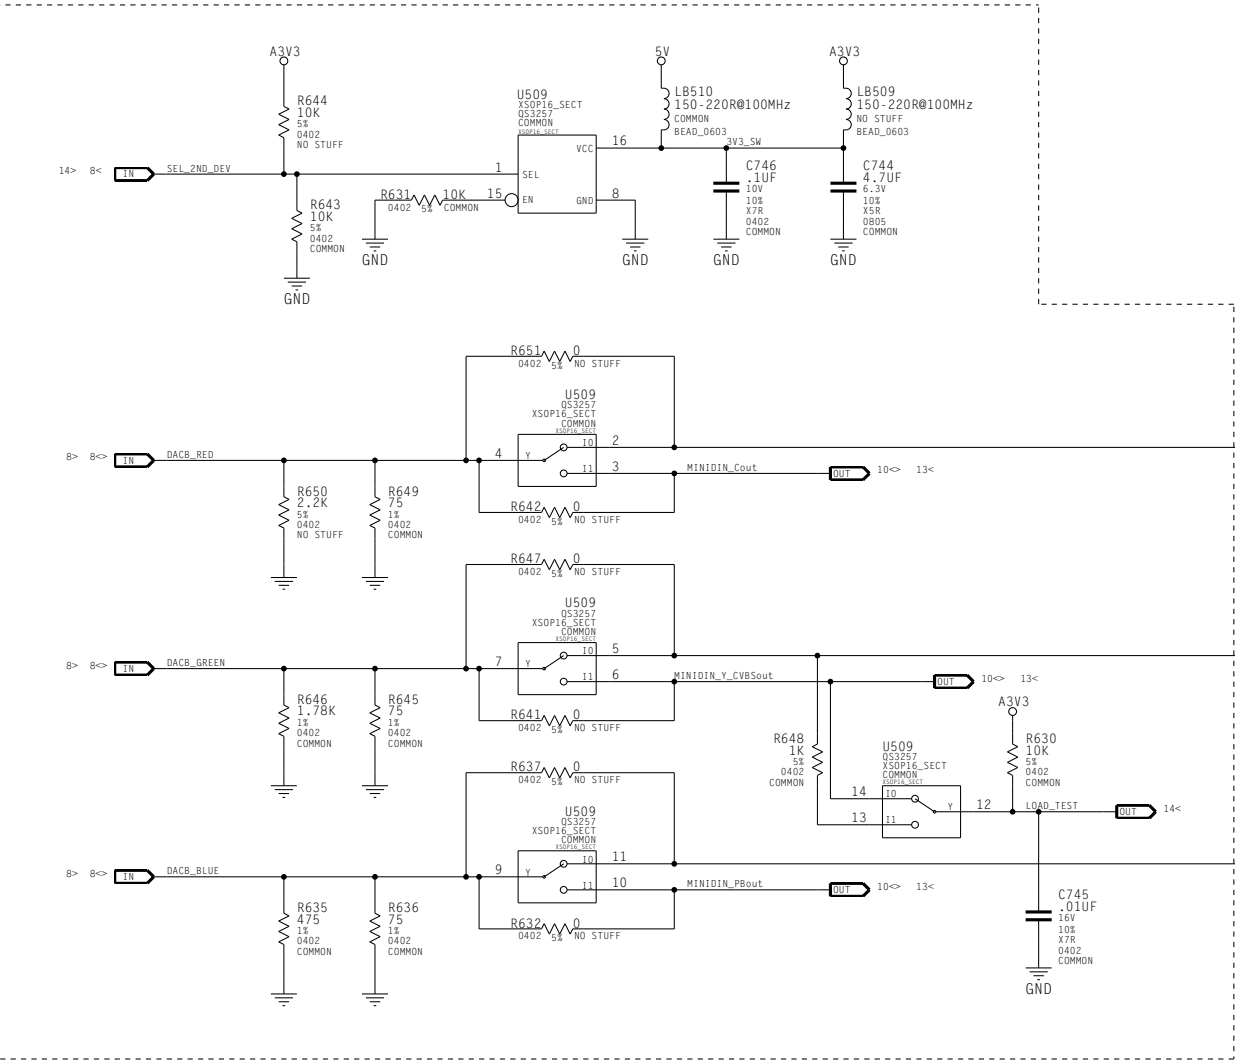 A3V3
R644
10K
5%
0402
NO STUFF
14> 8< IN SEL_2ND_DEV
R643
10K
5%
0402
COMMON
GND
R631 10K
0402 5% COMMON
GND
U509
XSOP16_SECT
QS3257
COMMON
XSOP16_SECT
1 SEL
15 EN
VCC 16
GND 8
GND
5V
LB510
150-220R@100MHz
COMMON
BEAD_0603
3V3_SW
C746
.1UF
10V
10%
X7R
0402
COMMON
GND
A3V3
LB509
150-220R@100MHz
NO STUFF
BEAD_0603
C744
4.7UF
6.3V
10%
X5R
0805
COMMON
GND
R651 0
0402 5% NO STUFF
U509
QS3257
XSOP16_SECT
COMMON
XSOP16_SECT
8> 8<> IN DACB_RED
4 Y I0 2
I1 3 MINIDIN_Cout OUT 10<> 13<
R650
2.2K
5%
0402
NO STUFF
R649
75
1%
0402
COMMON
R642 0
0402 5% NO STUFF
R647 0
0402 5% NO STUFF
U509
QS3257
XSOP16_SECT
COMMON
XSOP16_SECT
8> 8<> IN DACB_GREEN
7 Y I0 5
I1 6 MINIDIN_Y_CVBSout OUT 10<> 13<
R646
1.78K
1%
0402
COMMON
R645
75
1%
0402
COMMON
R641 0
0402 5% NO STUFF
A3V3
R648
1K
5%
0402
COMMON
U509
QS3257
XSOP16_SECT
COMMON
XSOP16_SECT
14 I0
13 I1
Y 12 LOAD_TEST OUT 14<
R630
10K
5%
0402
COMMON
R637 0
0402 5% NO STUFF
U509
QS3257
XSOP16_SECT
COMMON
XSOP16_SECT
8> 8<> IN DACB_BLUE
9 Y I0 11
I1 10 MINIDIN_PBout OUT 10<> 13<
R635
475
1%
0402
COMMON
R636
75
1%
0402
COMMON
R632 0
0402 5% NO STUFF
C745
.01UF
16V
10%
X7R
0402
COMMON
GND